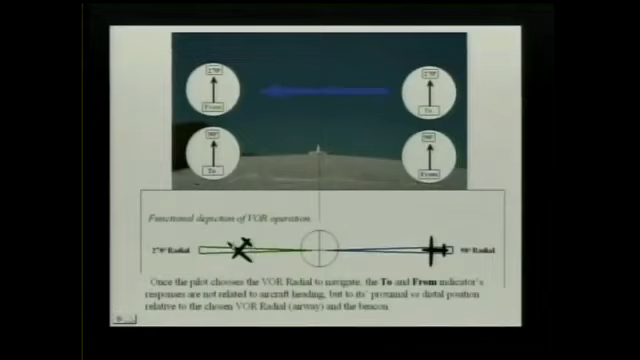 270° 270°
From To
90° 90°
To From
Functional depiction of VOR operation
270° Radial 90° Radial
Once the pilot chooses the VOR Radial to navigate, the To and From indicator's
responses are not related to aircraft heading, but to its' proximal vs distal position
relative to the chosen VOR Radial (airway) and the beacon.